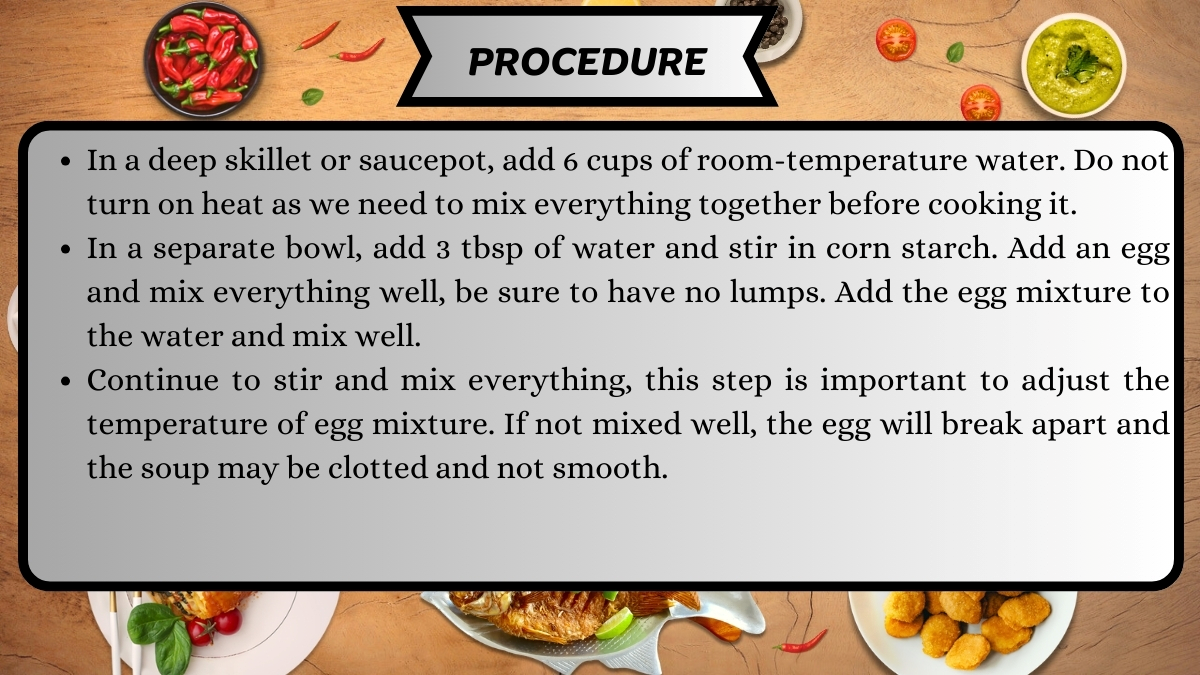 PROCEDURE
• In a deep skillet or saucepot, add 6 cups of room-temperature water. Do not
turn on heat as we need to mix everything together before cooking it.
• In a separate bowl, add 3 tbsp of water and stir in corn starch. Add an egg
and mix everything well, be sure to have no lumps. Add the egg mixture to
the water and mix well.
• Continue to stir and mix everything, this step is important to adjust the
temperature of egg mixture. If not mixed well, the egg will break apart and
the soup may be clotted and not smooth.